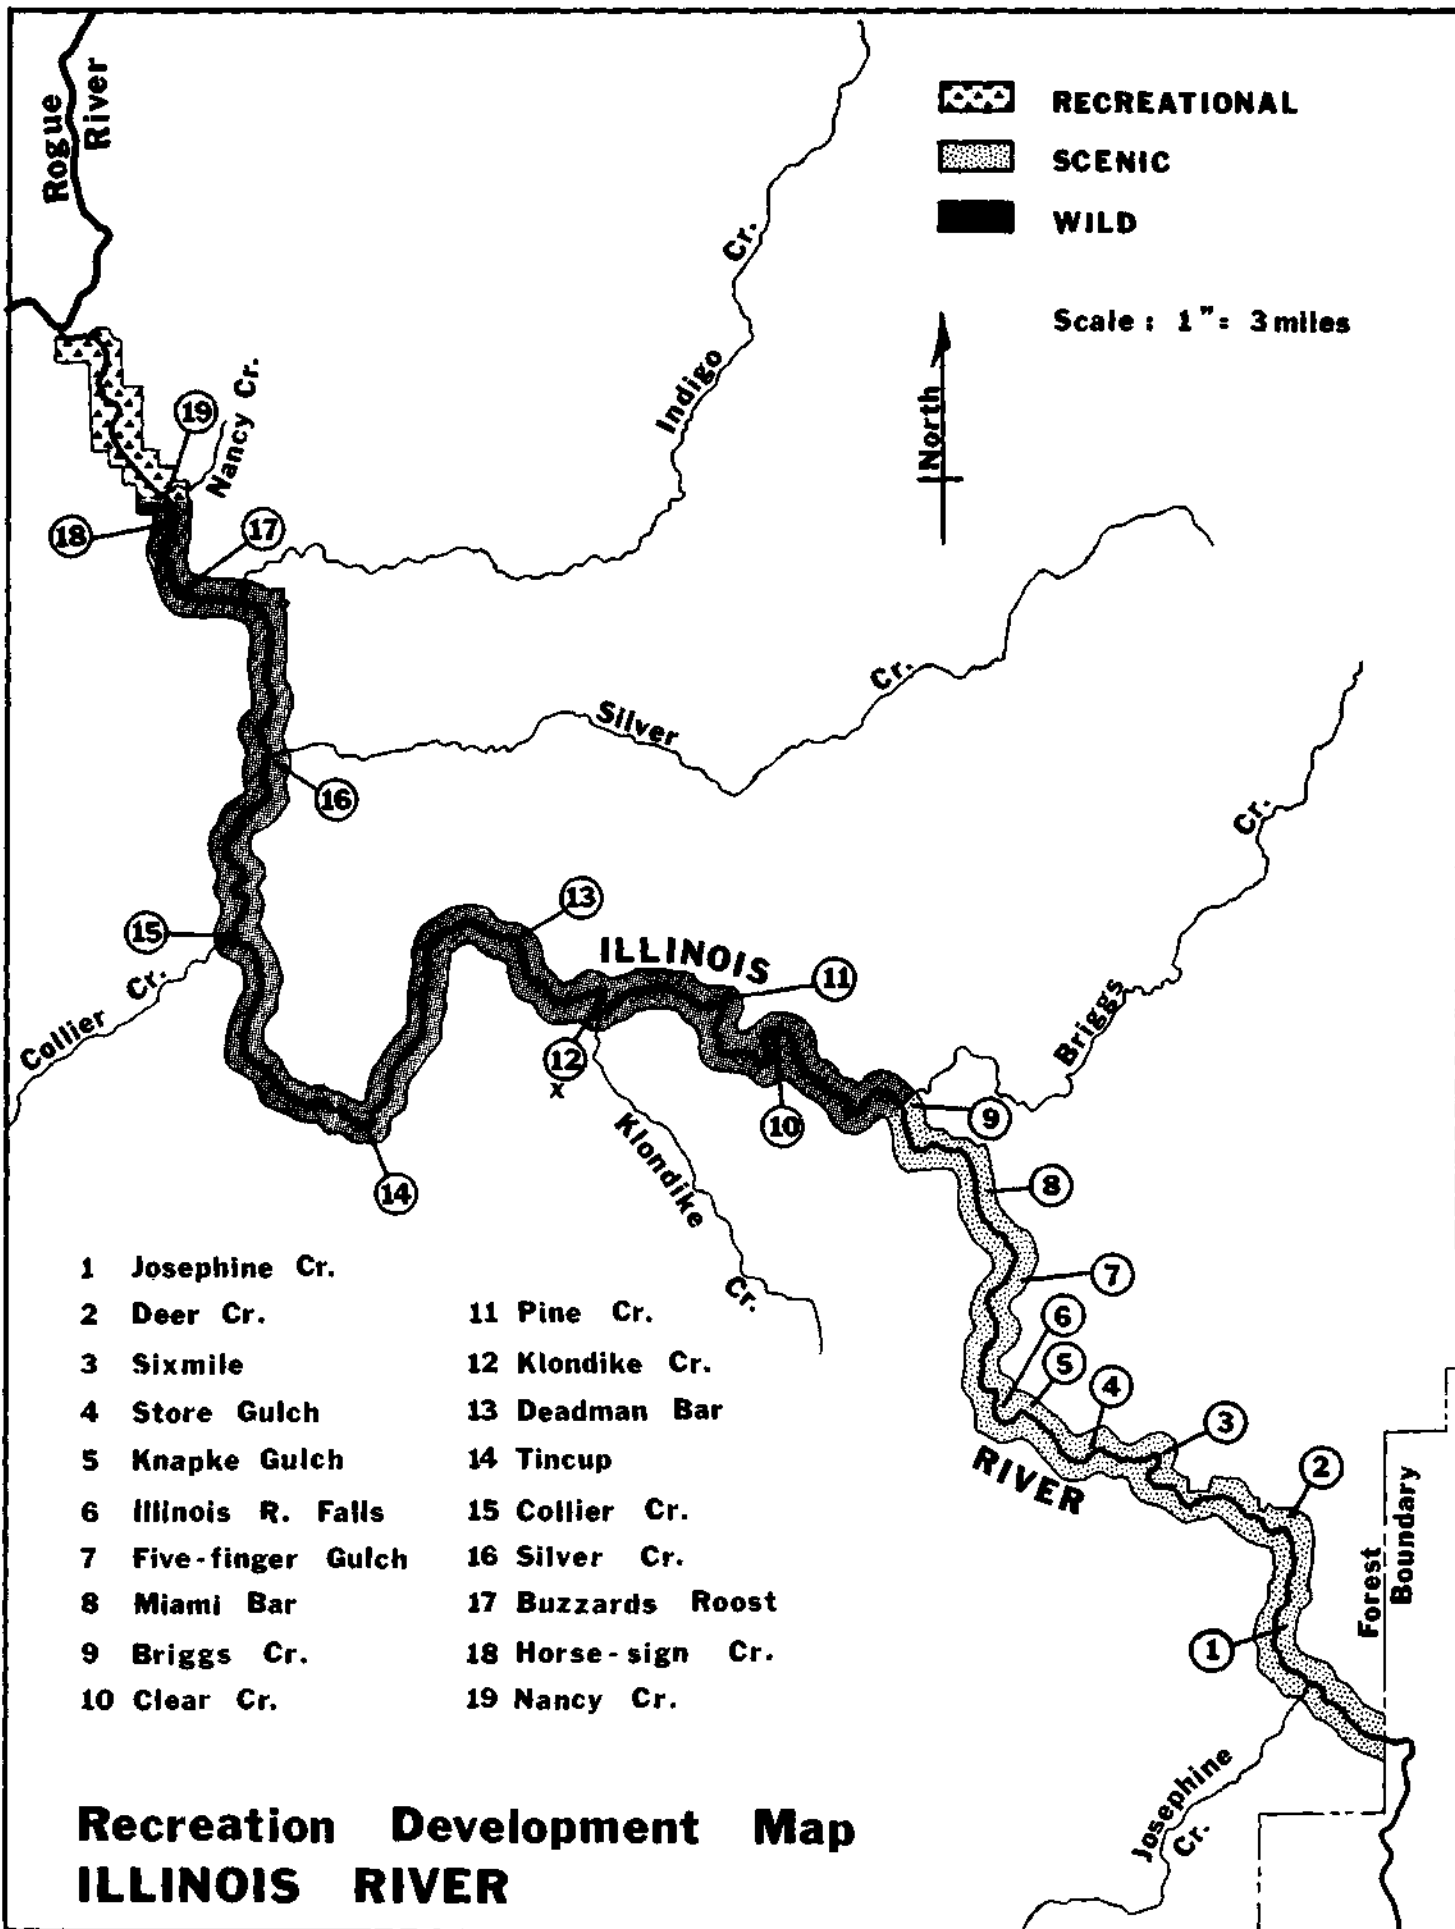 Rogue
River
RECREATIONAL
SCENIC
WILD
Scale : 1" = 3 miles
North
Indigo
Cr.
19
Nancy Cr.
18
17
Silver
Cr.
16
Briggs
Cr.
15
Collier
Cr.
13
ILLINOIS
11
12
x
10
Klondike
Cr.
9
14
8
7
6
5
4
3
RIVER
2
Forest
Boundary
1
Josephine
Cr.
1 Josephine Cr.
2 Deer Cr.
3 Sixmile
4 Store Gulch
5 Knapke Gulch
6 Illinois R. Falls
7 Five-finger Gulch
8 Miami Bar
9 Briggs Cr.
10 Clear Cr.
11 Pine Cr.
12 Klondike Cr.
13 Deadman Bar
14 Tincup
15 Collier Cr.
16 Silver Cr.
17 Buzzards Roost
18 Horse-sign Cr.
19 Nancy Cr.
Recreation Development Map
ILLINOIS RIVER